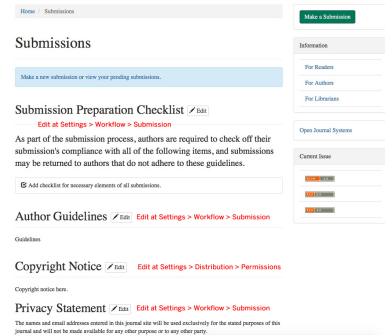 Home / Submissions
Submissions
Make a new submission or view your pending submissions.
Submission Preparation Checklist Edit
Edit at Settings > Workflow > Submission
As part of the submission process, authors are required to check off their
submission's compliance with all of the following items, and submissions
may be returned to authors that do not adhere to these guidelines.
Add checklist for necessary elements of all submissions.
Author Guidelines Edit Edit at Settings > Workflow > Submission
Guidelines
Copyright Notice Edit Edit at Settings > Distribution > Permissions
Copyright notice here.
Privacy Statement Edit Edit at Settings > Workflow > Submission
The names and email addresses entered in this journal site will be used exclusively for the stated purposes of this
journal and will not be made available for any other purpose or to any other party.
Make a Submission
Information
For Readers
For Authors
For Librarians
Open Journal Systems
Current Issue